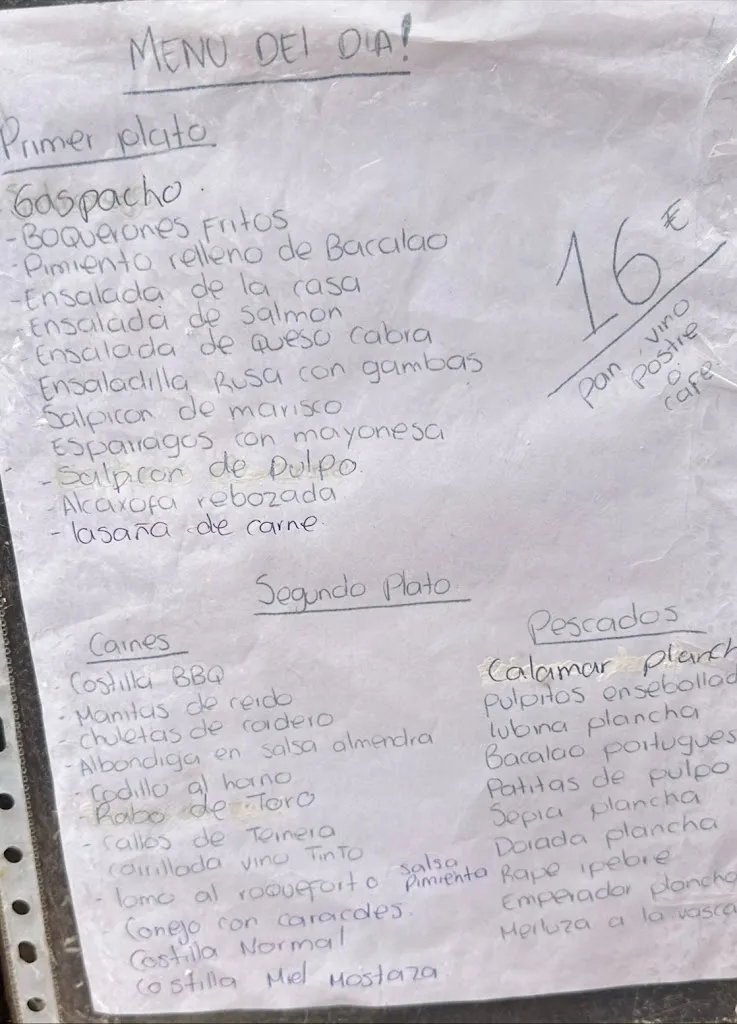 MENU DEL DIA!
Primer plato
Gaspacho.
- Boquerones Fritos
- Pimiento relleno de Bacalao
- Ensalada de la casa
Ensalada de salmon
Ensalada de queso cabra
Ensaladilla Rusa con gambas
Salpicon de marisco
Esparragos con mayonesa
- Salpicon de pulpo.
- Alcaxofa rebozada
- lasaña de carne.
16 €
pan, vino
postre
o
cafe
Segundo Plato
Carnes
- Costilla BBQ
- Manitas de cerdo
- chuletas de cordero
- Albondiga en salsa almendra
- Codillo al horno
- Rabo de Toro
- callos de Ternera
carrillada vino Tinto
- lomo al roqueforto salsa Pimienta
- Conejo con caracoles.
Costilla Normal
costilla Miel Mostaza
Pescados
Calamar planch
pulpitos ensebollad
lubina plancha
Bacalao portugues
Patitas de pulpo
Sepia plancha
Dorada plancha
Rape ipebre
Emperador plancha
Merluza a la vasca